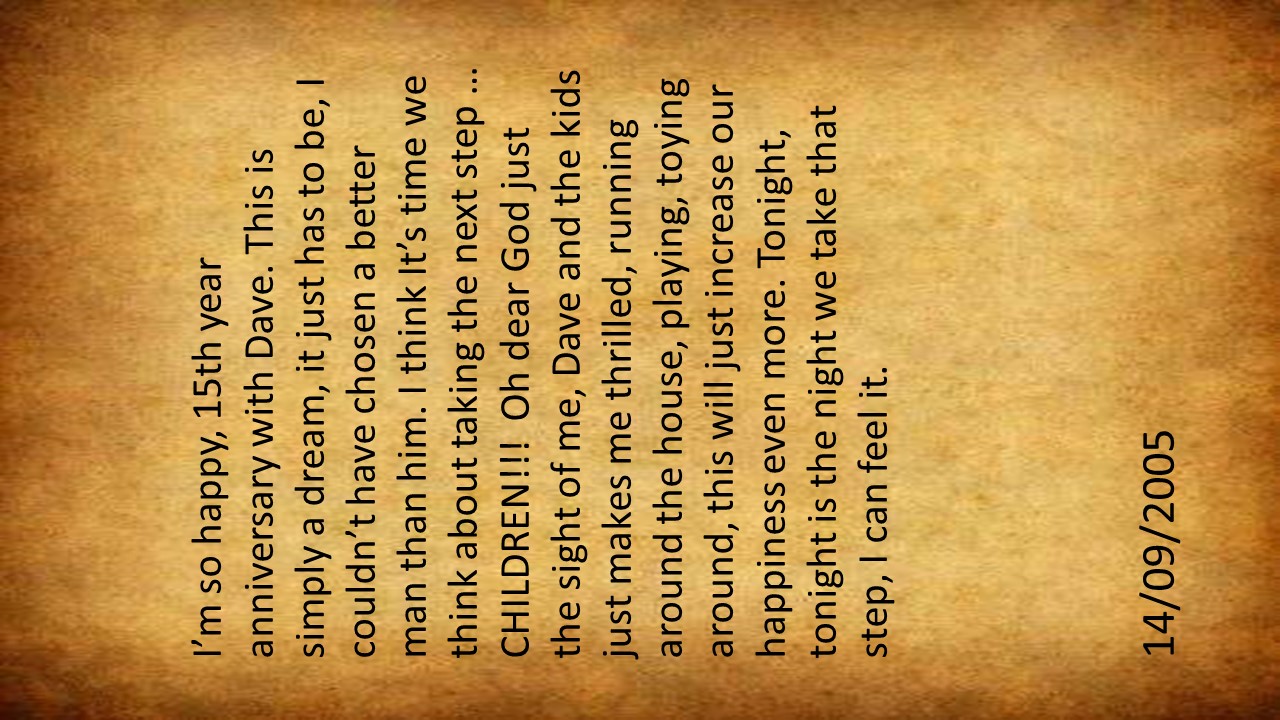 I’m so happy, 15th year
anniversary with Dave. This is
simply a dream, it just has to be, I
couldn’t have chosen a better
man than him. I think It’s time we
think about taking the next step …
CHILDREN!!!  Oh dear God just
the sight of me, Dave and the kids
just makes me thrilled, running
around the house, playing, toying
around, this will just increase our
happiness even more. Tonight,
tonight is the night we take that
step, I can feel it.
14/09/2005